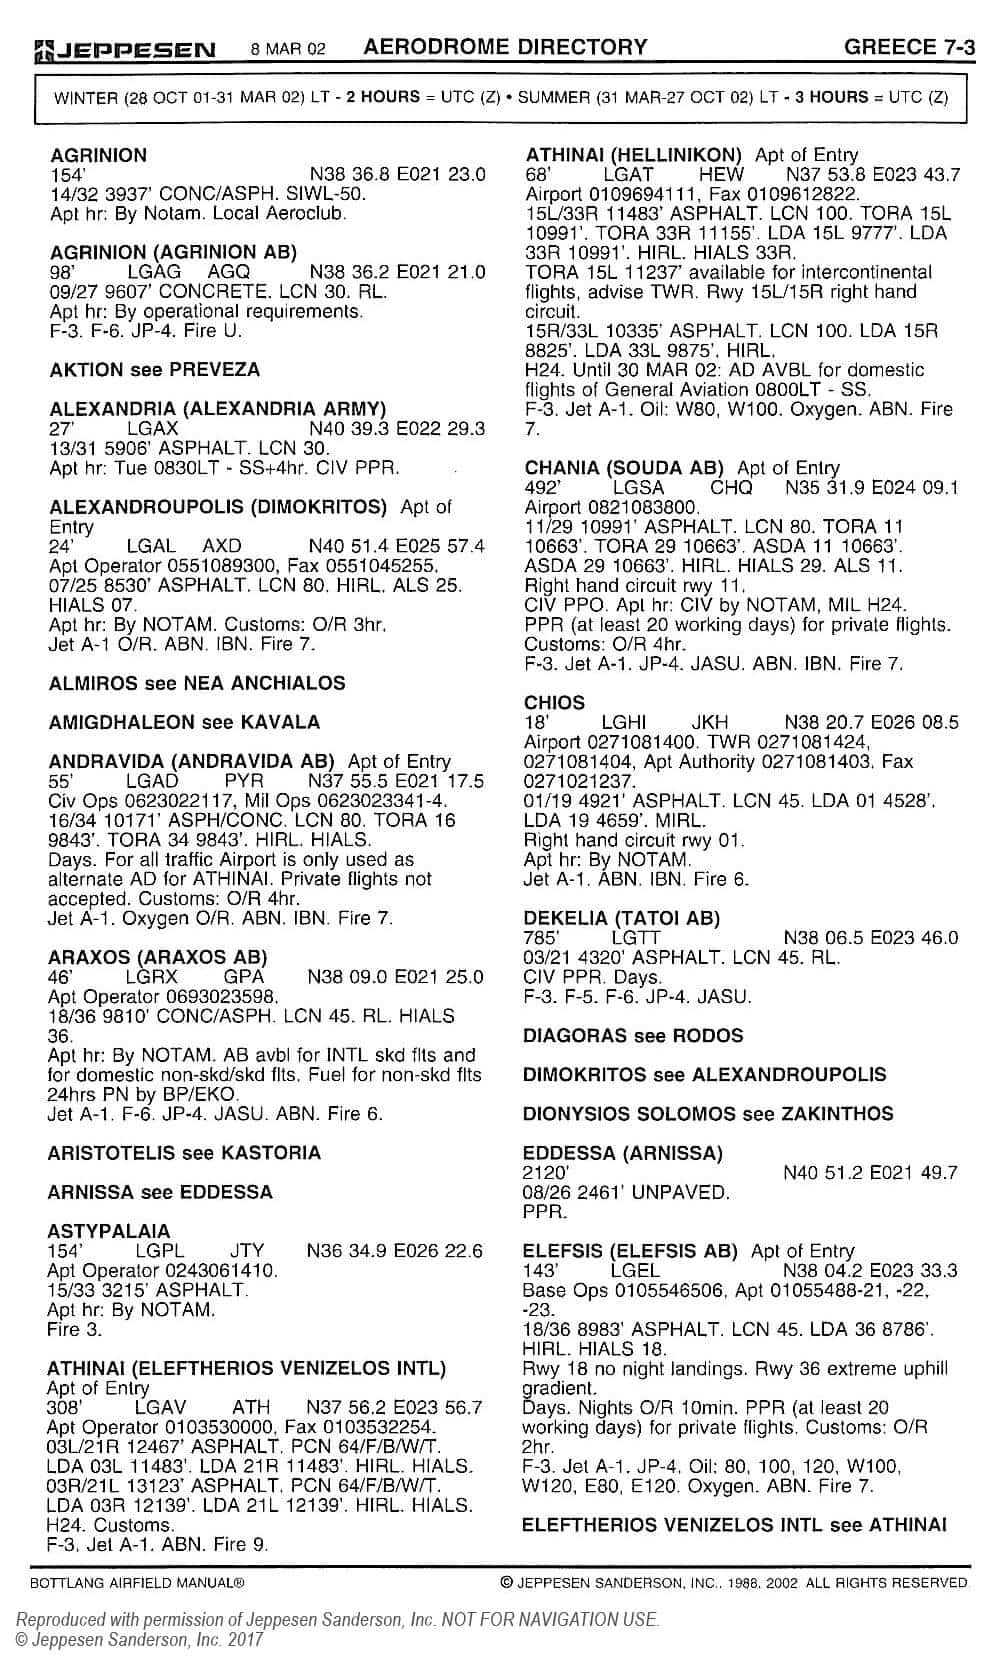 JEPPESEN 8 MAR 02 AERODROME DIRECTORY GREECE 7-3
WINTER (28 OCT 01-31 MAR 02) LT - 2 HOURS = UTC (Z) • SUMMER (31 MAR-27 OCT 02) LT - 3 HOURS = UTC (Z)
AGRINION
154' N38 36.8 E021 23.0
14/32 3937' CONC/ASPH. SIWL-50.
Apt hr: By Notam. Local Aeroclub.
AGRINION (AGRINION AB)
98' LGAG AGQ N38 36.2 E021 21.0
09/27 9607' CONCRETE. LCN 30. RL.
Apt hr: By operational requirements.
F-3. F-6. JP-4. Fire U.
AKTION see PREVEZA
ALEXANDRIA (ALEXANDRIA ARMY)
27' LGAX N40 39.3 E022 29.3
13/31 5906' ASPHALT. LCN 30.
Apt hr: Tue 0830LT - SS+4hr. CIV PPR.
ALEXANDROUPOLIS (DIMOKRITOS) Apt of
Entry
24' LGAL AXD N40 51.4 E025 57.4
Apt Operator 0551089300, Fax 0551045255.
07/25 8530' ASPHALT. LCN 80. HIRL. ALS 25.
HIALS 07.
Apt hr: By NOTAM. Customs: O/R 3hr.
Jet A-1 O/R. ABN. IBN. Fire 7.
ALMIROS see NEA ANCHIALOS
AMIGDHALEON see KAVALA
ANDRAVIDA (ANDRAVIDA AB) Apt of Entry
55' LGAD PYR N37 55.5 E021 17.5
Civ Ops 0623022117, Mil Ops 0623023341-4.
16/34 10171' ASPH/CONC. LCN 80. TORA 16
9843'. TORA 34 9843'. HIRL. HIALS.
Days. For all traffic Airport is only used as
alternate AD for ATHINAI. Private flights not
accepted. Customs: O/R 4hr.
Jet A-1. Oxygen O/R. ABN. IBN. Fire 7.
ARAXOS (ARAXOS AB)
46' LGRX GPA N38 09.0 E021 25.0
Apt Operator 0693023598.
18/36 9810' CONC/ASPH. LCN 45. RL. HIALS
36.
Apt hr: By NOTAM. AB avbl for INTL skd flts and
for domestic non-skd/skd flts. Fuel for non-skd flts
24hrs PN by BP/EKO.
Jet A-1. F-6. JP-4. JASU. ABN. Fire 6.
ARISTOTELIS see KASTORIA
ARNISSA see EDDESSA
ASTYPALAIA
154' LGPL JTY N36 34.9 E026 22.6
Apt Operator 0243061410.
15/33 3215' ASPHALT.
Apt hr: By NOTAM.
Fire 3.
ATHINAI (ELEFTHERIOS VENIZELOS INTL)
Apt of Entry
308' LGAV ATH N37 56.2 E023 56.7
Apt Operator 0103530000, Fax 0103532254.
03L/21R 12467' ASPHALT. PCN 64/F/B/W/T.
LDA 03L 11483'. LDA 21R 11483'. HIRL. HIALS.
03R/21L 13123' ASPHALT. PCN 64/F/B/W/T.
LDA 03R 12139'. LDA 21L 12139'. HIRL. HIALS.
H24. Customs.
F-3. Jet A-1. ABN. Fire 9.
ATHINAI (HELLINIKON) Apt of Entry
68' LGAT HEW N37 53.8 E023 43.7
Airport 0109694111, Fax 0109612822.
15L/33R 11483' ASPHALT. LCN 100. TORA 15L
10991'. TORA 33R 11155'. LDA 15L 9777'. LDA
33R 10991'. HIRL. HIALS 33R.
TORA 15L 11237' available for intercontinental
flights, advise TWR. Rwy 15L/15R right hand
circuit.
15R/33L 10335' ASPHALT. LCN 100. LDA 15R
8825'. LDA 33L 9875'. HIRL.
H24. Until 30 MAR 02: AD AVBL for domestic
flights of General Aviation 0800LT - SS.
F-3. Jet A-1. Oil: W80, W100. Oxygen. ABN. Fire
7.
CHANIA (SOUDA AB) Apt of Entry
492' LGSA CHQ N35 31.9 E024 09.1
Airport 0821083800.
11/29 10991' ASPHALT. LCN 80. TORA 11
10663'. TORA 29 10663'. ASDA 11 10663'.
ASDA 29 10663'. HIRL. HIALS 29. ALS 11.
Right hand circuit rwy 11.
CIV PPO. Apt hr: CIV by NOTAM, MIL H24.
PPR (at least 20 working days) for private flights.
Customs: O/R 4hr.
F-3. Jet A-1. JP-4. JASU. ABN. IBN. Fire 7.
CHIOS
18' LGHI JKH N38 20.7 E026 08.5
Airport 0271081400. TWR 0271081424,
0271081404, Apt Authority 0271081403. Fax
0271021237.
01/19 4921' ASPHALT. LCN 45. LDA 01 4528'.
LDA 19 4659'. MIRL.
Right hand circuit rwy 01.
Apt hr: By NOTAM.
Jet A-1. ABN. IBN. Fire 6.
DEKELIA (TATOI AB)
785' LGTT N38 06.5 E023 46.0
03/21 4320' ASPHALT. LCN 45. RL.
CIV PPR. Days.
F-3. F-5. F-6. JP-4. JASU.
DIAGORAS see RODOS
DIMOKRITOS see ALEXANDROUPOLIS
DIONYSIOS SOLOMOS see ZAKINTHOS
EDDESSA (ARNISSA)
2120' N40 51.2 E021 49.7
08/26 2461' UNPAVED.
PPR.
ELEFSIS (ELEFSIS AB) Apt of Entry
143' LGEL N38 04.2 E023 33.3
Base Ops 0105546506, Apt 01055488-21, -22,
-23.
18/36 8983' ASPHALT. LCN 45. LDA 36 8786'.
HIRL. HIALS 18.
Rwy 18 no night landings. Rwy 36 extreme uphill
gradient.
Days. Nights O/R 10min. PPR (at least 20
working days) for private flights. Customs: O/R
2hr.
F-3. Jet A-1. JP-4. Oil: 80, 100, 120, W100,
W120, E80, E120. Oxygen. ABN. Fire 7.
ELEFTHERIOS VENIZELOS INTL see ATHINAI
BOTTLANG AIRFIELD MANUAL® © JEPPESEN SANDERSON, INC., 1988, 2002. ALL RIGHTS RESERVED.
Reproduced with permission of Jeppesen Sanderson, Inc. NOT FOR NAVIGATION USE.
© Jeppesen Sanderson, Inc. 2017